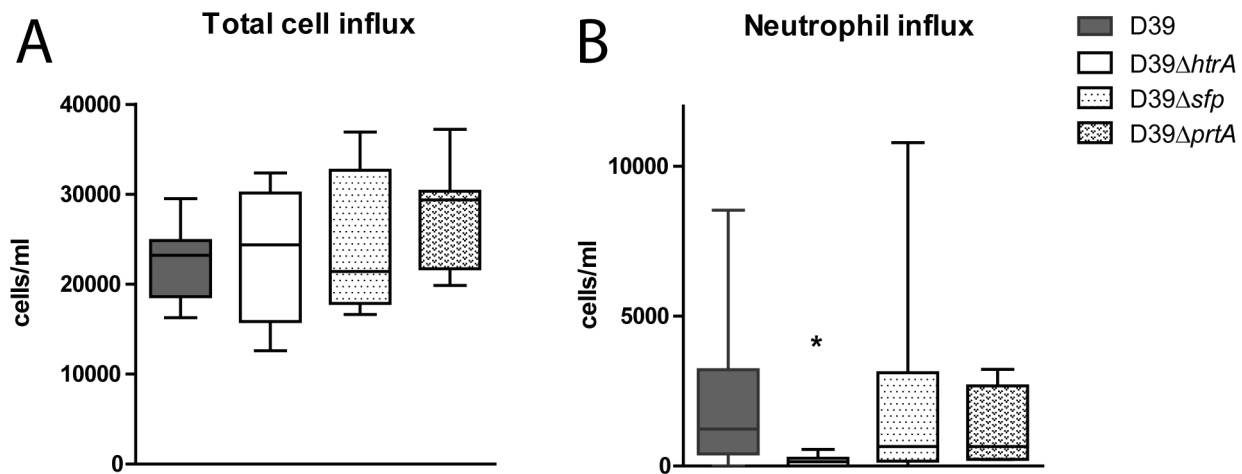 A
Total cell influx
cells/ml
40000
30000
20000
10000
0
B
Neutrophil influx
cells/ml
10000
5000
0
*
D39
D39ΔhtrA
D39Δsfp
D39ΔprtA